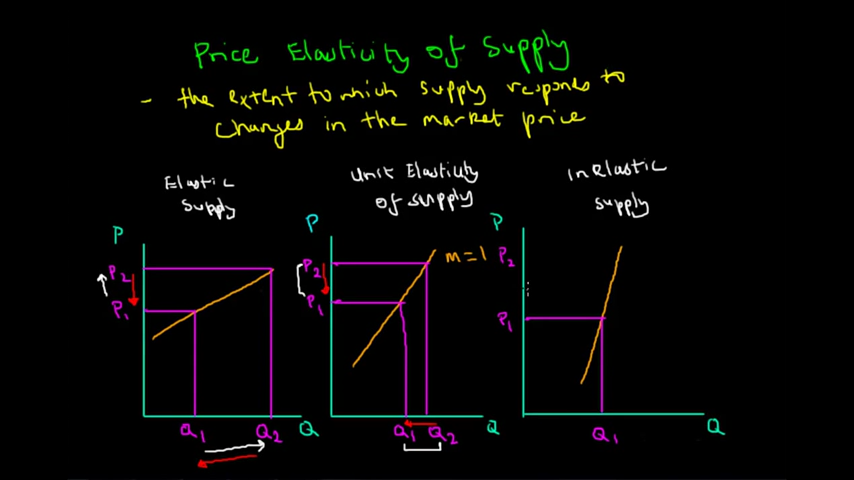 Price Elasticity of Supply
- the extent to which supply respons to
changes in the market price
Elastic
Supply
Unit Elasticity
of supply
inelastic
supply
P
P2
P1
Q1
Q2
Q
P
P2
P1
m=1
Q1
Q2
Q
P
P2
P1
Q1
Q